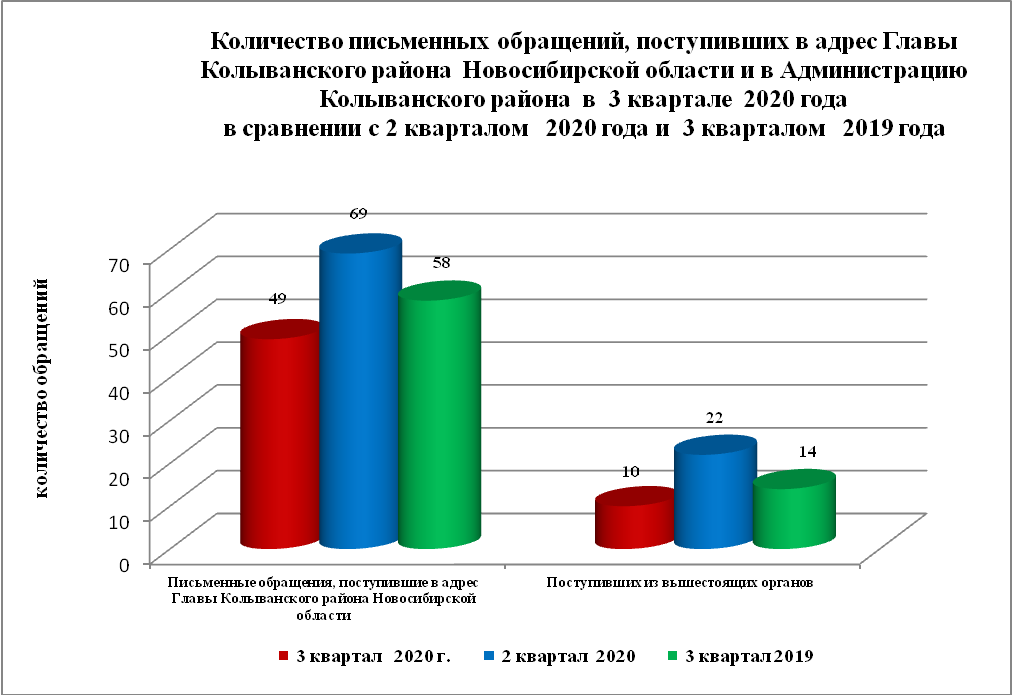 Количество письменных обращений, поступивших в адрес Главы
Колыванского района Новосибирской области и в Администрацию
Колыванского района в 3 квартале 2020 года
в сравнении с 2 кварталом 2020 года и 3 кварталом 2019 года
количество обращений
70
60
50
40
30
20
10
0
49
69
58
10
22
14
Письменные обращения, поступившие в адрес
Главы Колыванского района Новосибирской
области
Поступивших из вышестоящих органов
3 квартал 2020 г.
2 квартал 2020
3 квартал 2019